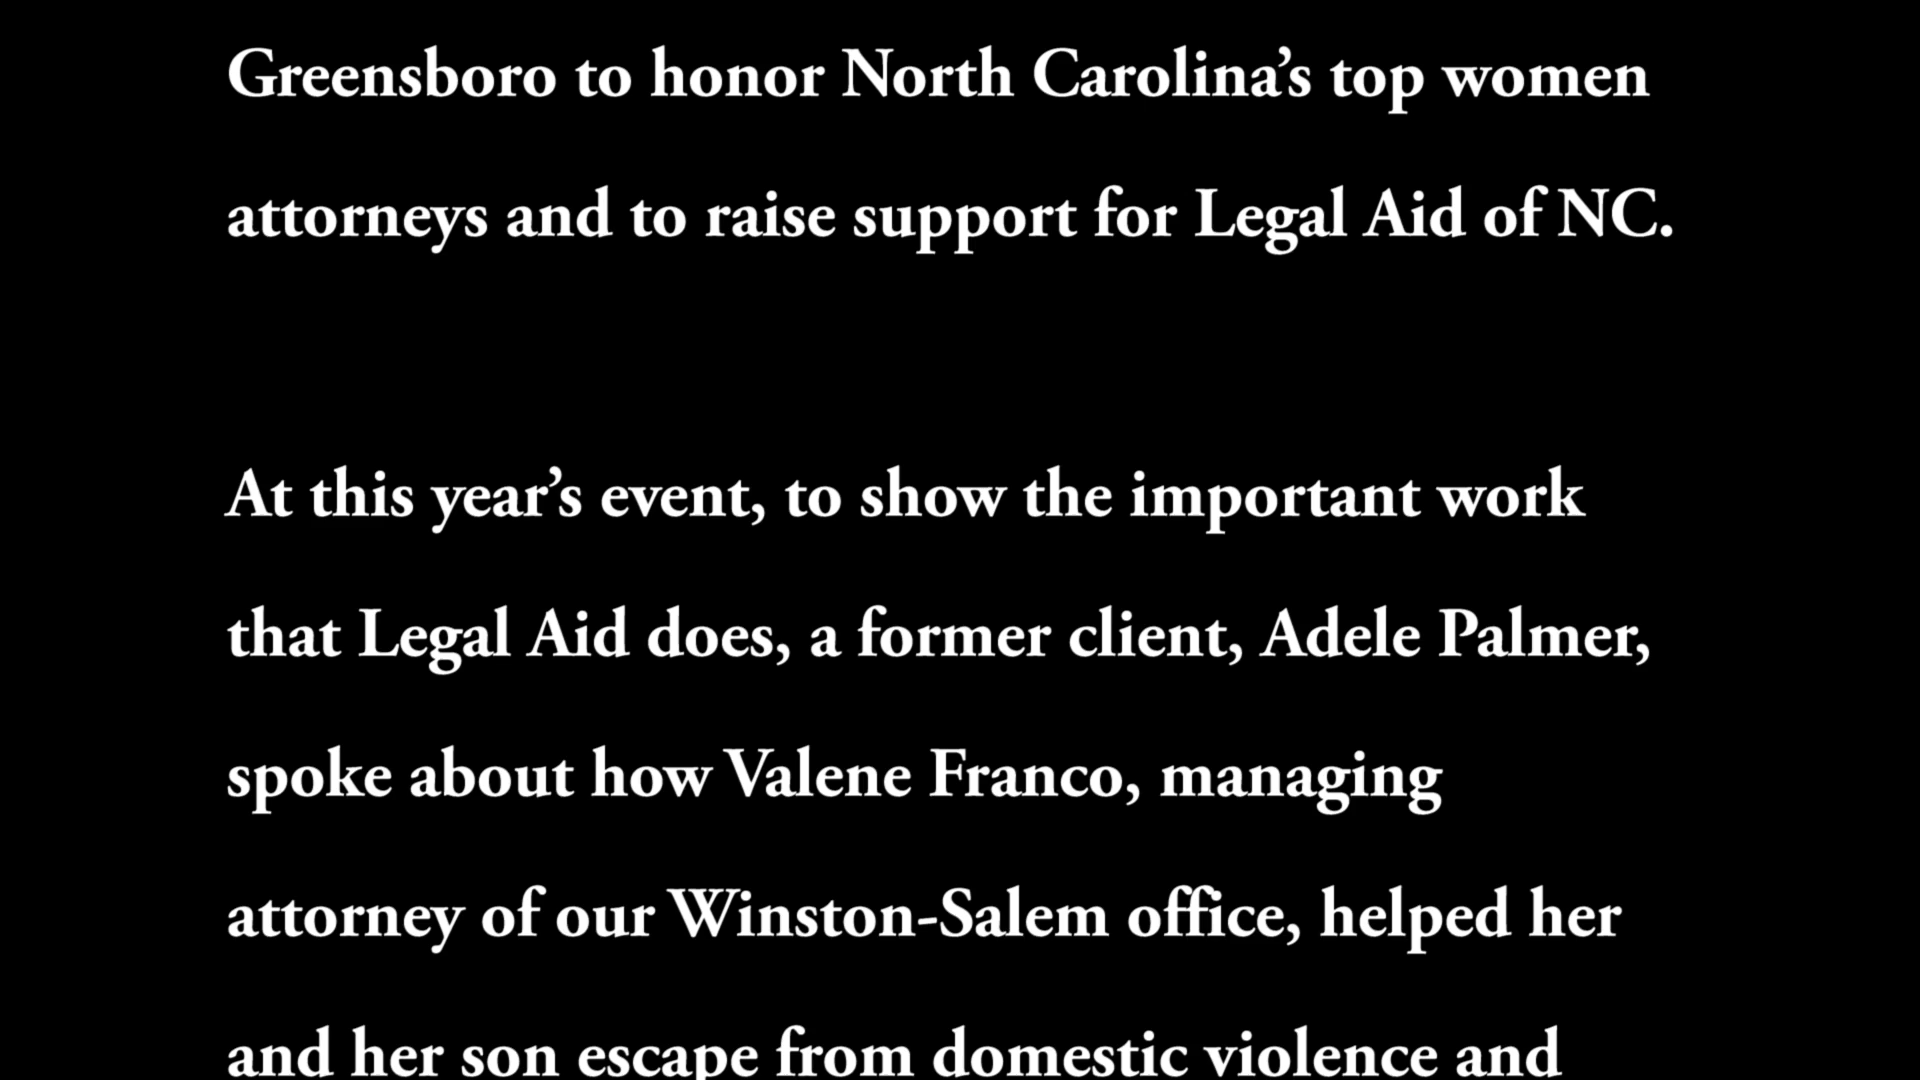 Greensboro to honor North Carolina’s top women
attorneys and to raise support for Legal Aid of NC.
At this year’s event, to show the important work
that Legal Aid does, a former client, Adele Palmer,
spoke about how Valene Franco, managing
attorney of our Winston-Salem office, helped her
and her son escape from domestic violence and